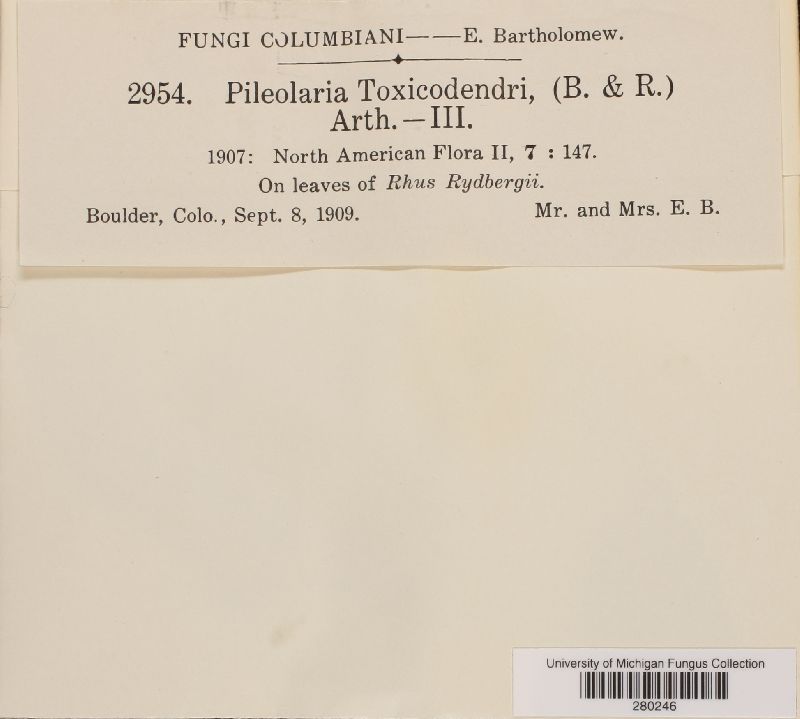 FUNGI COLUMBIANI——E. Bartholomew.
2954. Pileolaria Toxicodendri, (B. & R.)
Arth.—III.
1907: North American Flora II, 7 : 147.
On leaves of Rhus Rydbergii.
Boulder, Colo., Sept. 8, 1909. Mr. and Mrs. E. B.
University of Michigan Fungus Collection
280246